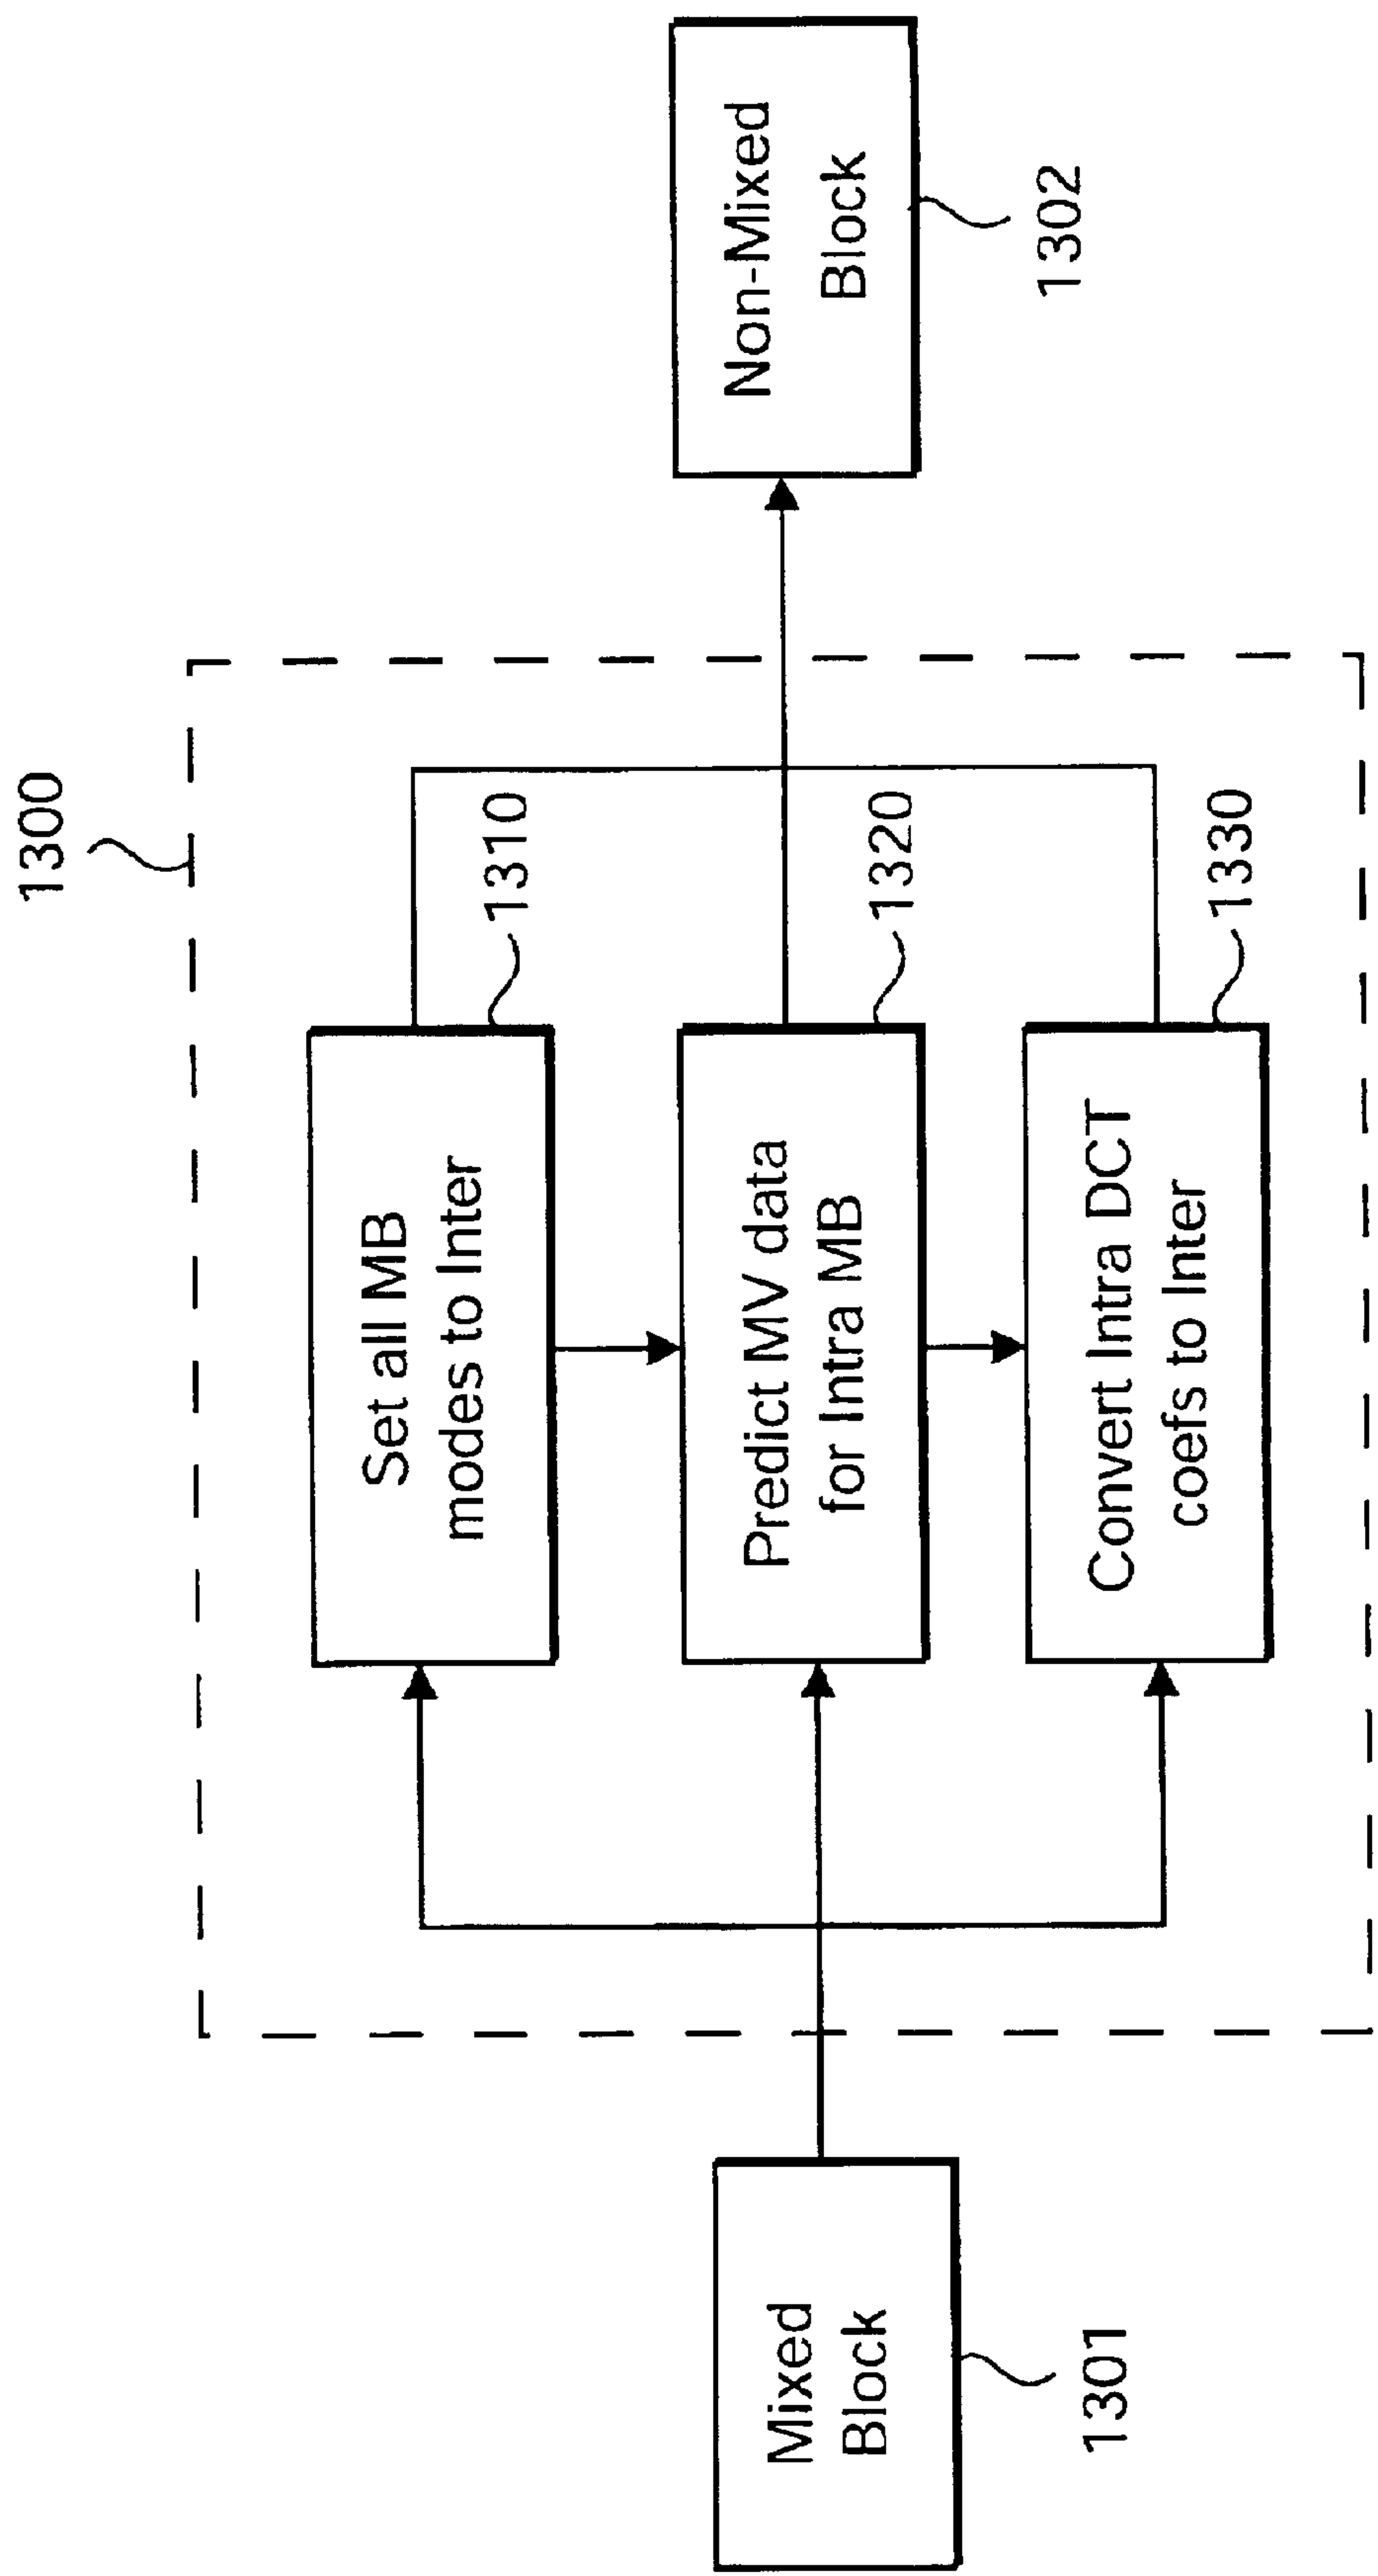 1300
Mixed
Block
1301
Set all MB
modes to Inter
1310
Predict MV data
for Intra MB
1320
Convert Intra DCT
coefs to Inter
1330
Non-Mixed
Block
1302